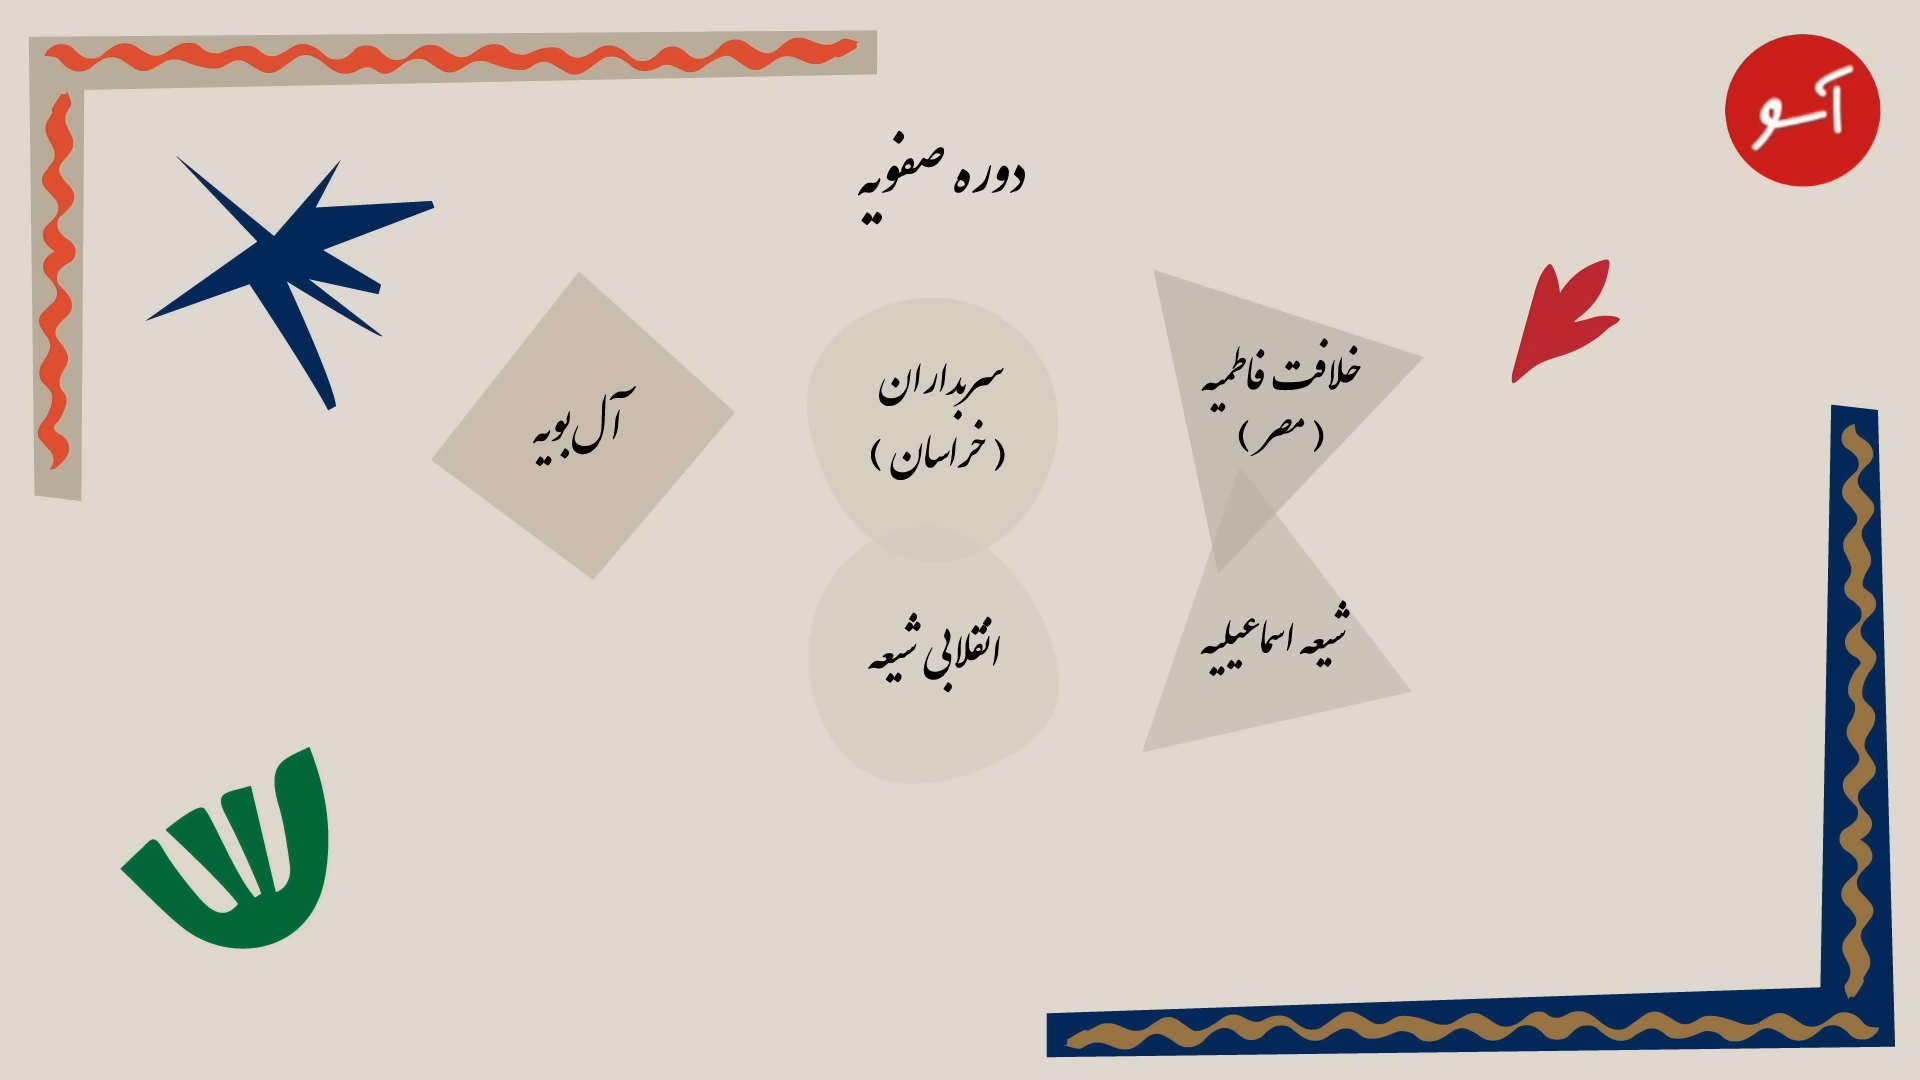 آسو
دوره صفویه
خلافت فاطمیه
( مصر )
شیعه اسماعیلیه
سربداران
( خراسان )
انقلابی شیعه
آل بویه